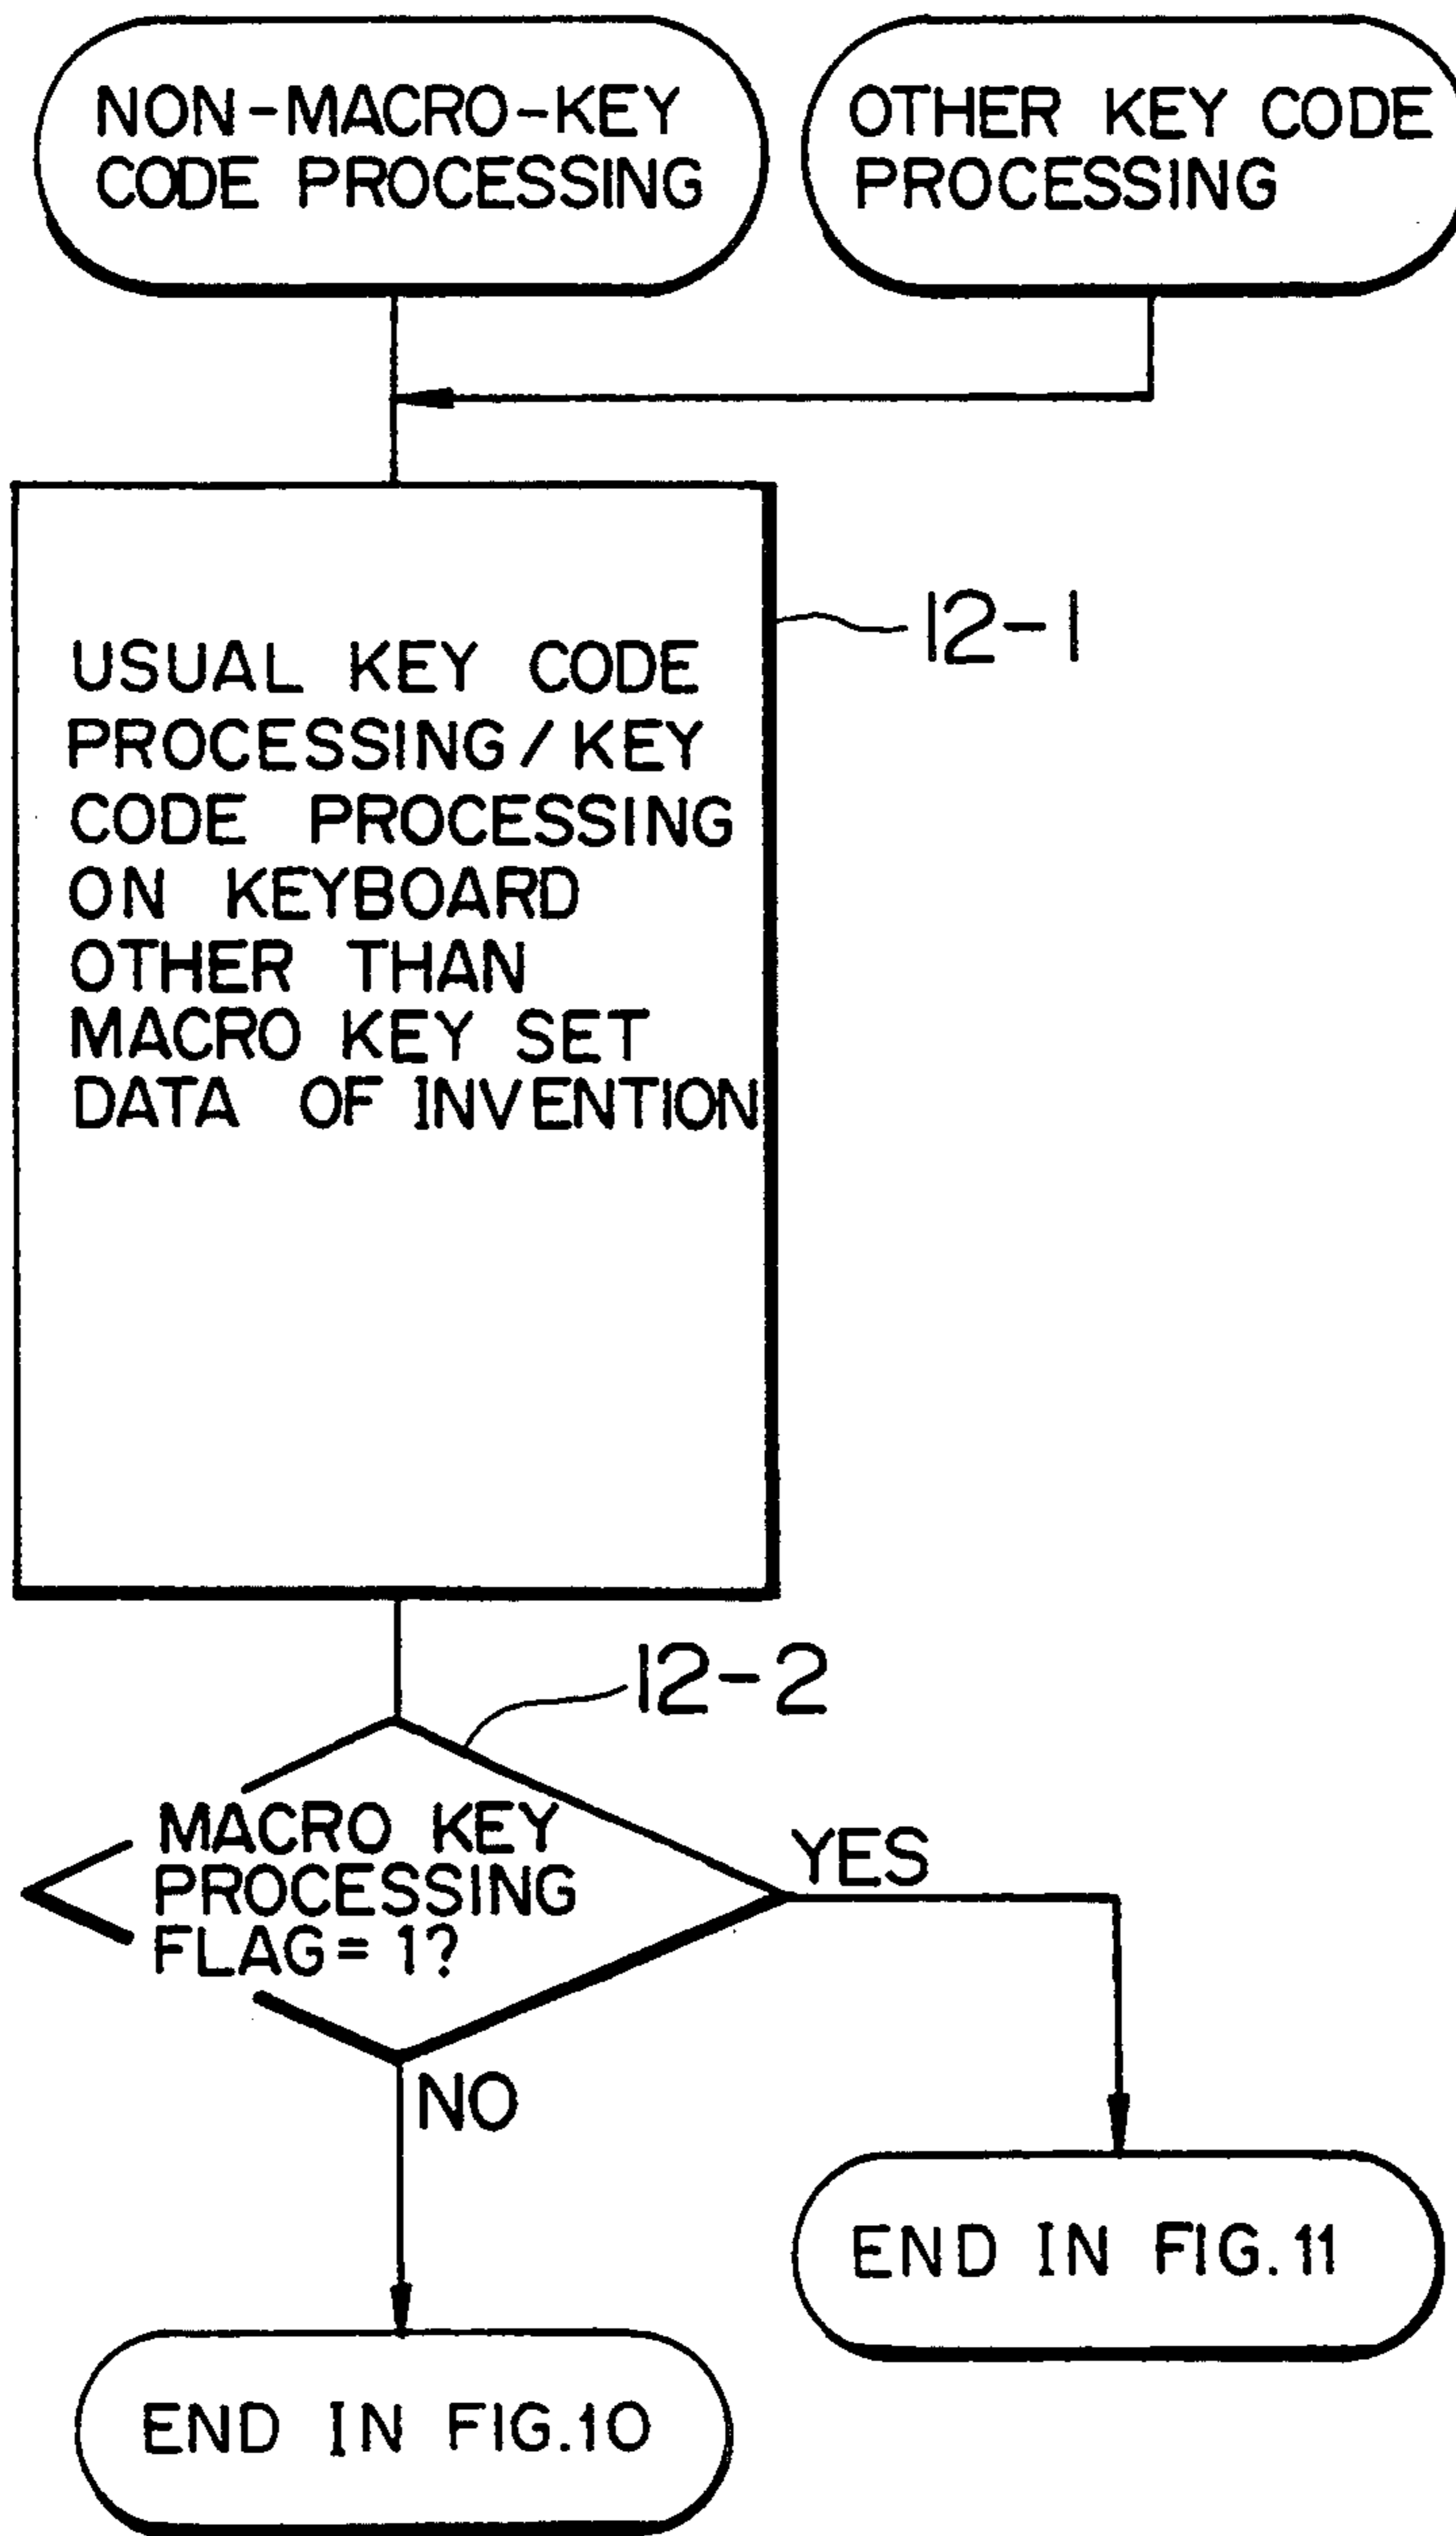 NON-MACRO-KEY
CODE PROCESSING
OTHER KEY CODE
PROCESSING
USUAL KEY CODE
PROCESSING/KEY
CODE PROCESSING
ON KEYBOARD
OTHER THAN
MACRO KEY SET
DATA OF INVENTION
12-1
12-2
MACRO KEY
PROCESSING
FLAG=1?
YES
NO
END IN FIG.11
END IN FIG.10